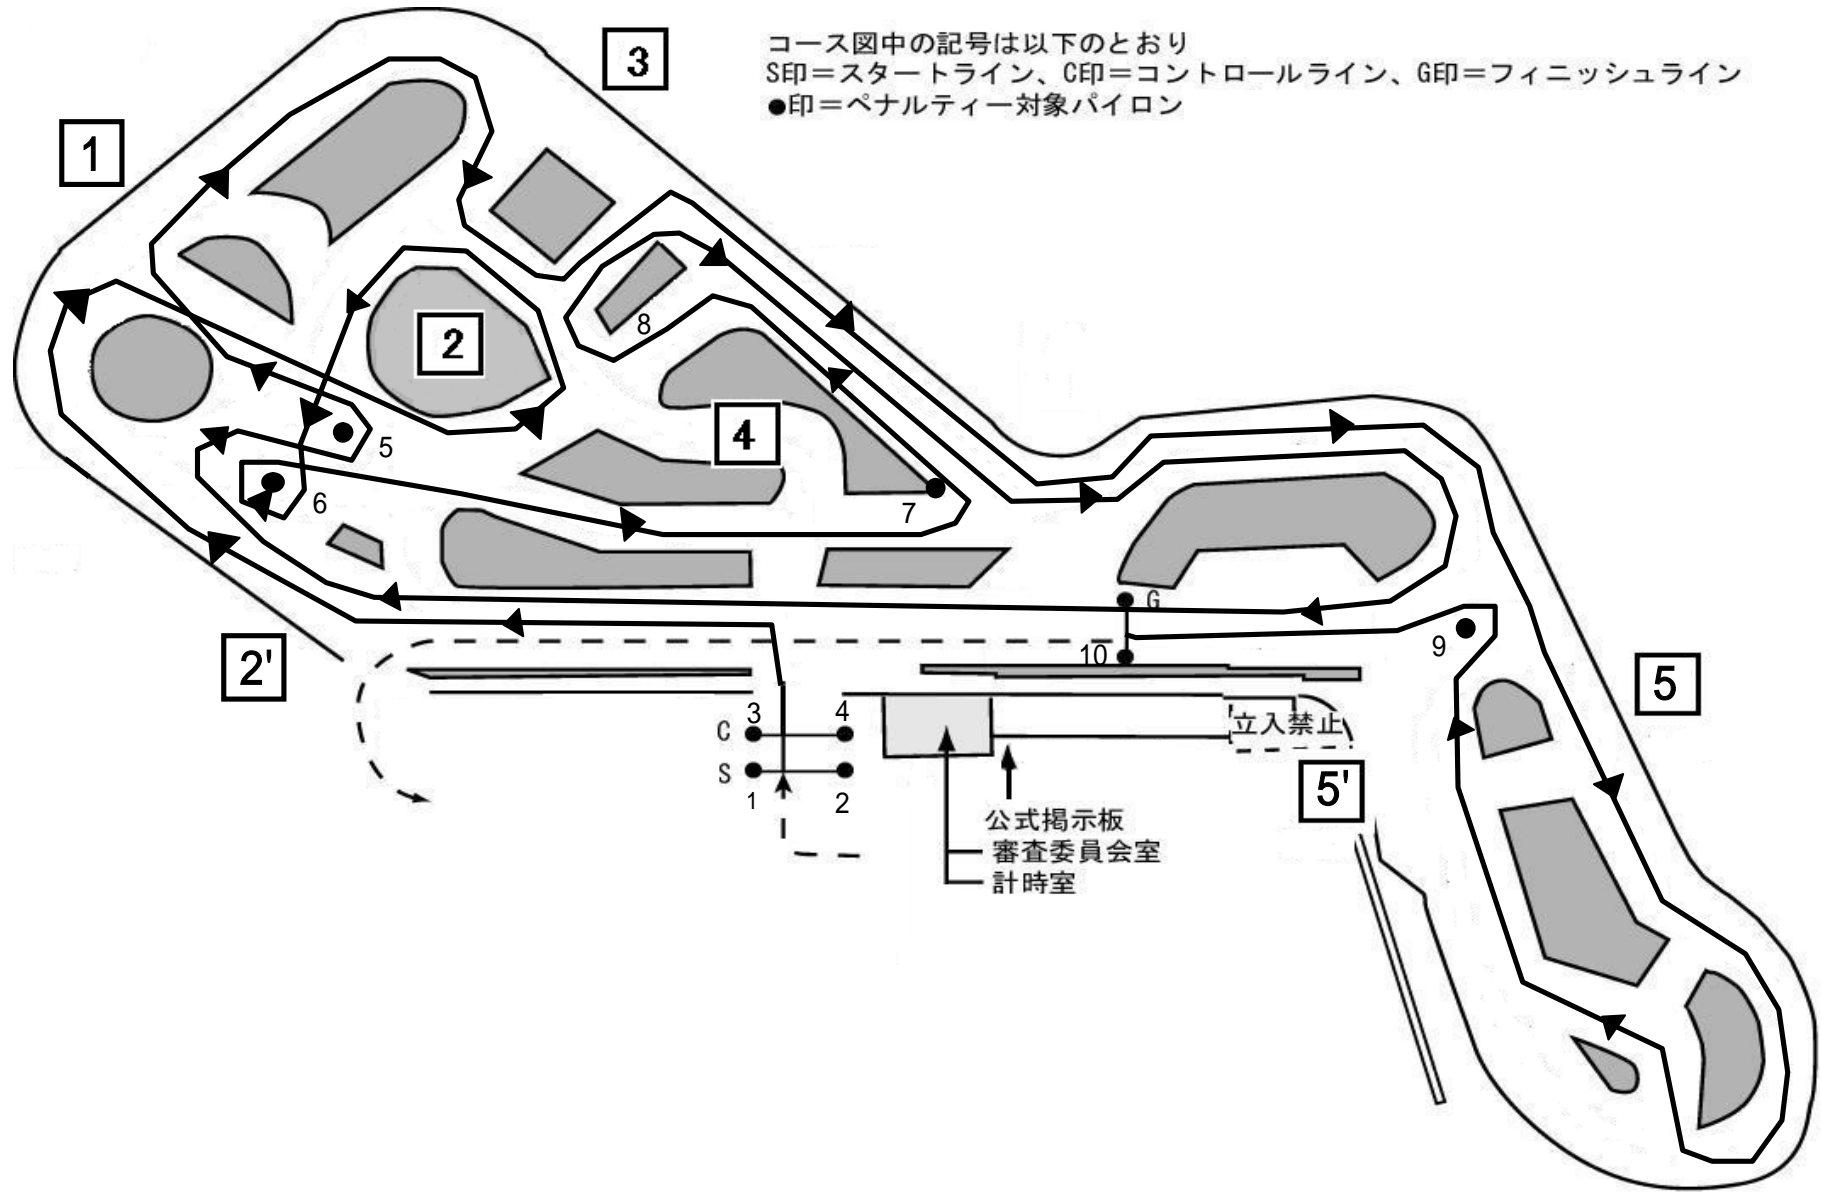 コース図中の記号は以下のとおり
S印＝スタートライン、C印＝コントロールライン、G印＝フィニッシュライン
●印＝ペナルティー対象パイロン
3
1
2
8
4
5
6
7
G
9
10
2'
5
3
4
C
S
1
2
立入禁止
5'
公式掲示板
審査委員会室
計時室